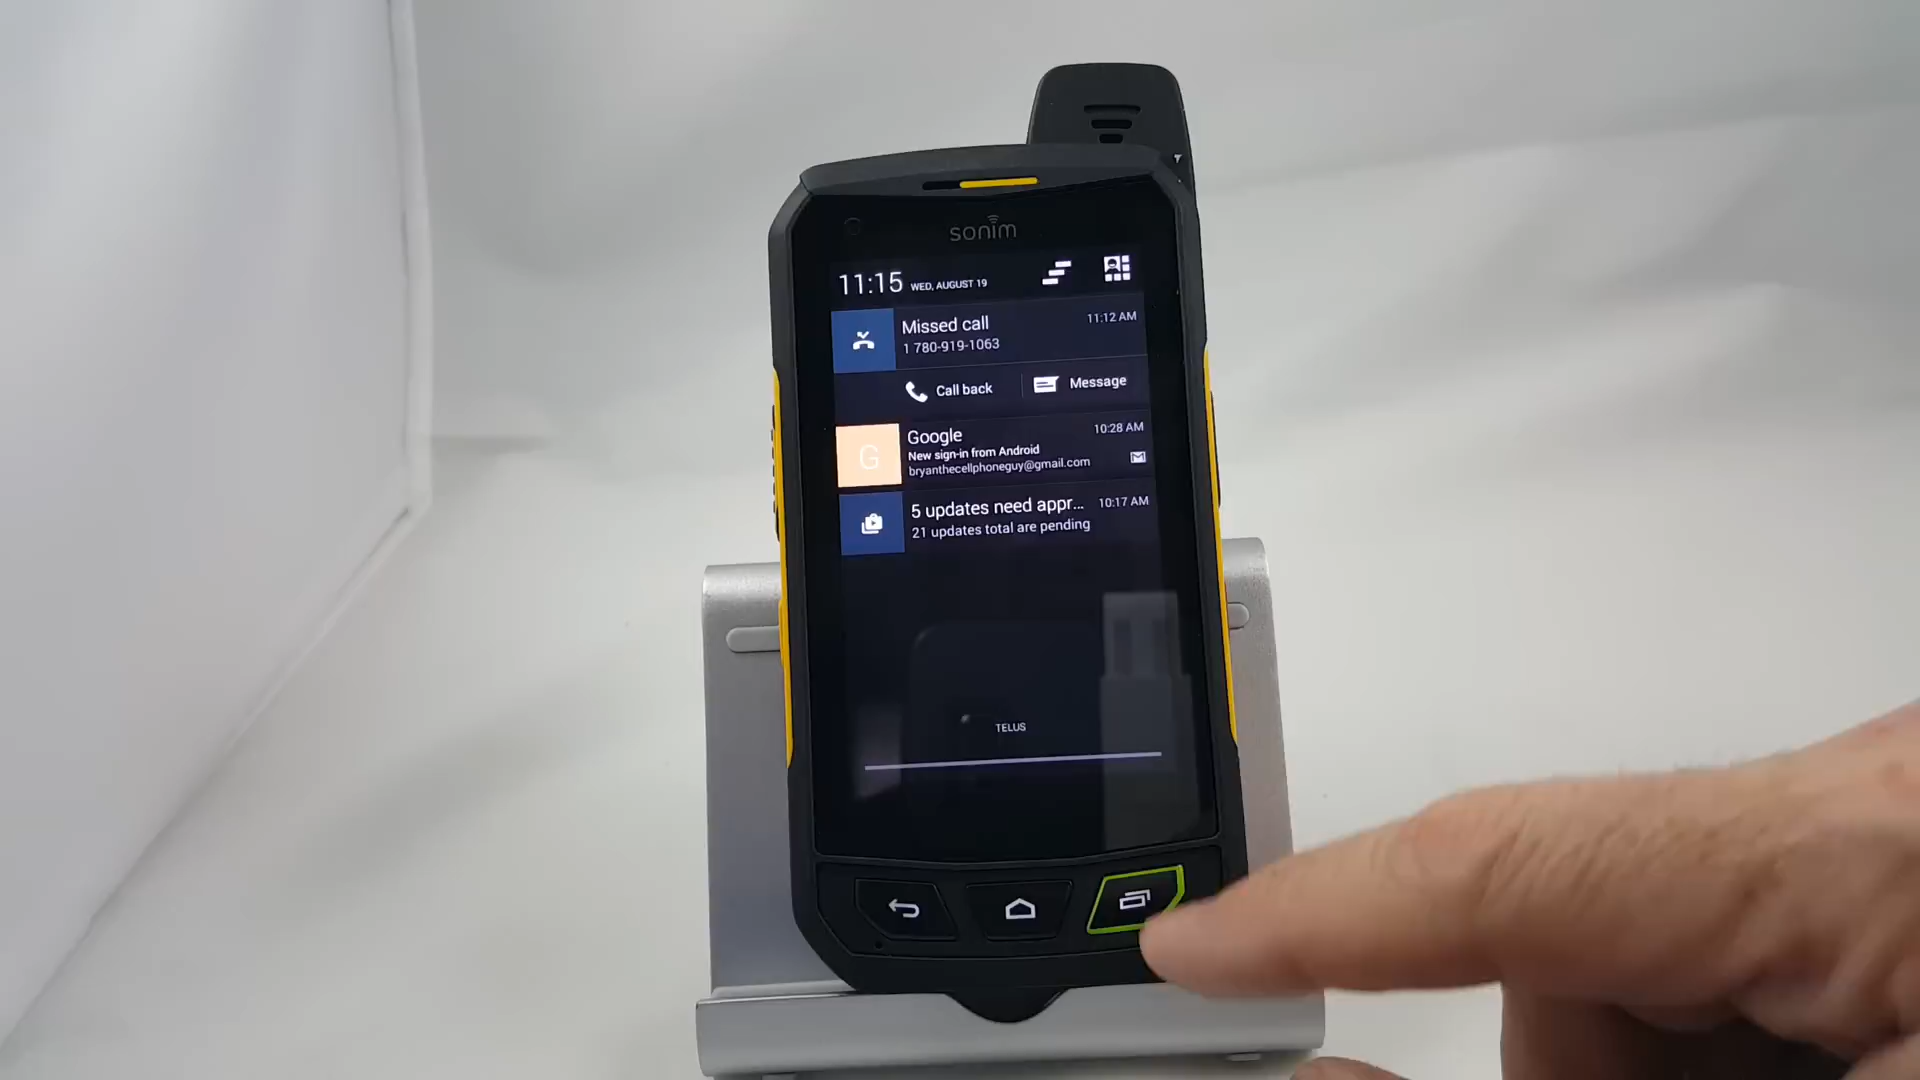 sonim
11:15 WED, AUGUST 19
Missed call 11:12 AM
1 780-919-1063
Call back Message
G
Google 10:28 AM
New sign-in from Android
bryanthecellphoneguy@gmail.com
5 updates need appr... 10:17 AM
21 updates total are pending
TELUS